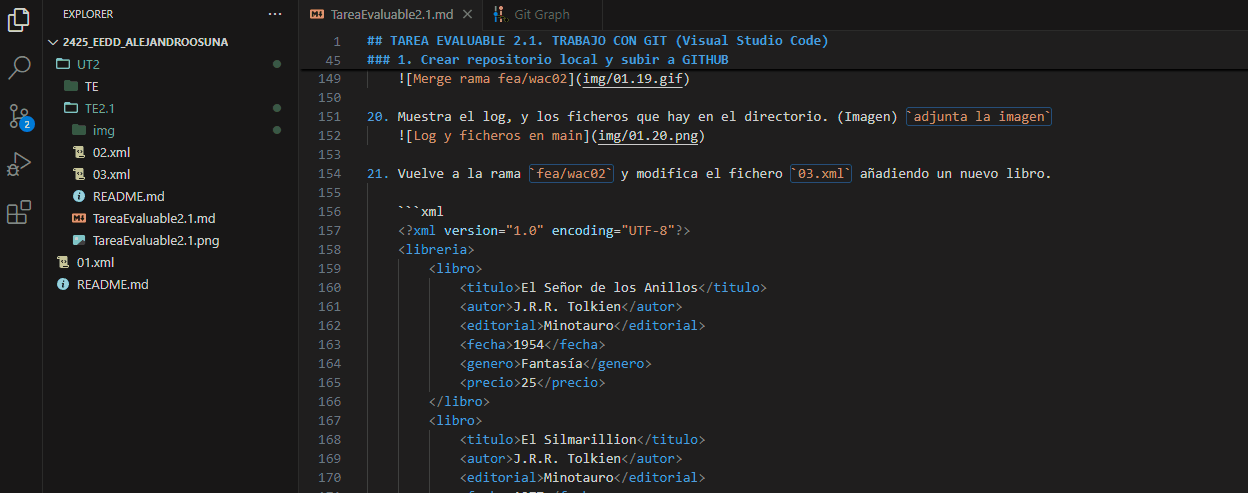 EXPLORER ...
2425_EEDD_ALEJANDROOSUNA
UT2
TE
TE2.1
img
02.xml
03.xml
README.md
TareaEvaluable2.1.md
TareaEvaluable2.1.png
01.xml
README.md
2
TareaEvaluable2.1.md Git Graph
1 ## TAREA EVALUABLE 2.1. TRABAJO CON GIT (Visual Studio Code)
45 ### 1. Crear repositorio local y subir a GITHUB
149 ![Merge rama fea/wac02](img/01.19.gif)
150
151 20. Muestra el log, y los ficheros que hay en el directorio. (Imagen) `adjunta la imagen`
152 ![Log y ficheros en main](img/01.20.png)
153
154 21. Vuelve a la rama `fea/wac02` y modifica el fichero `03.xml` añadiendo un nuevo libro.
155
156 ```xml
157 <?xml version="1.0" encoding="UTF-8"?>
158 <libreria>
159 <libro>
160 <titulo>El Señor de los Anillos</titulo>
161 <autor>J.R.R. Tolkien</autor>
162 <editorial>Minotauro</editorial>
163 <fecha>1954</fecha>
164 <genero>Fantasía</genero>
165 <precio>25</precio>
166 </libro>
167 <libro>
168 <titulo>El Silmarillion</titulo>
169 <autor>J.R.R. Tolkien</autor>
170 <editorial>Minotauro</editorial>